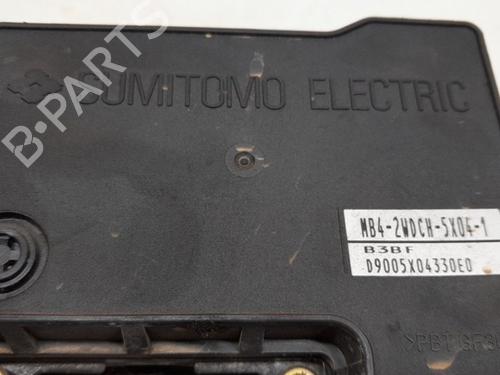 B-PARTS
SUMITOMO ELECTRIC
MB4-2WDCH-5X04-1
B3BF
D9005X04330E0